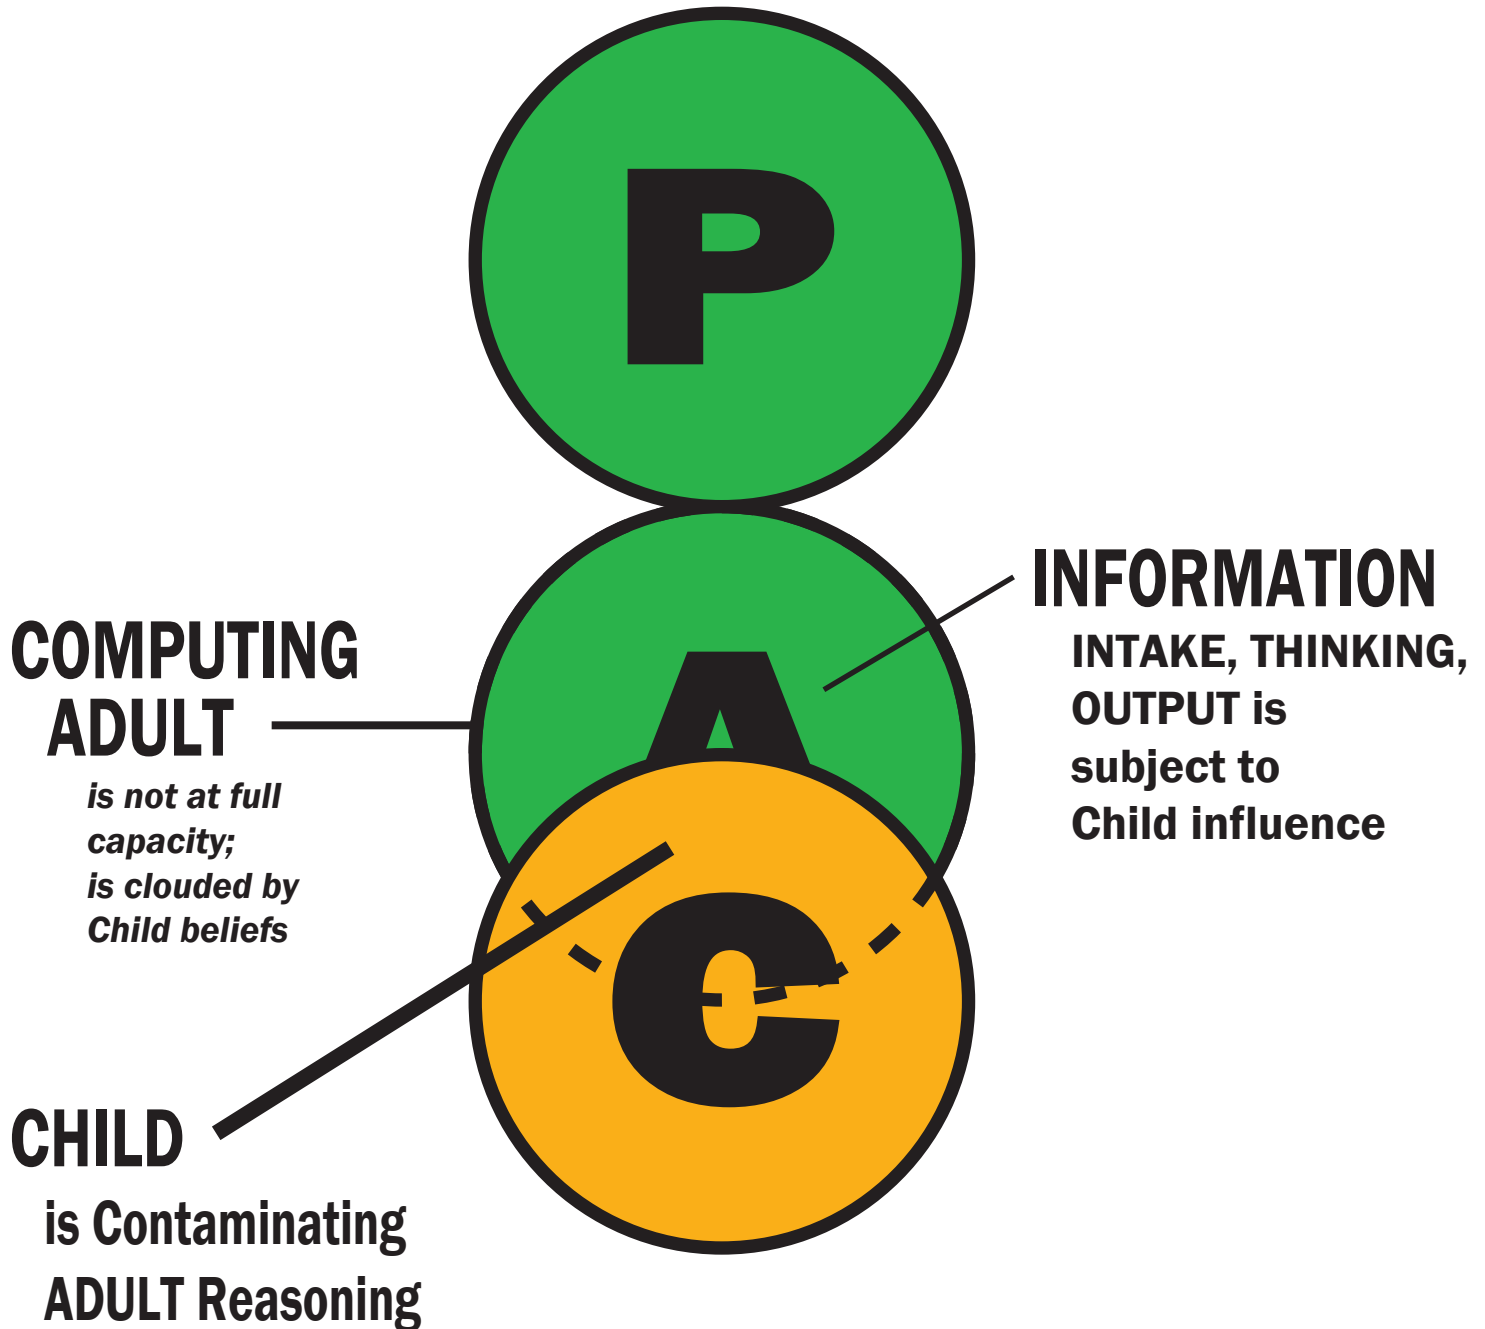 P
A
INFORMATION
INTAKE, THINKING,
OUTPUT is
subject to
Child influence
COMPUTING
ADULT
is not at full
capacity;
is clouded by
Child beliefs
C
CHILD
is Contaminating
ADULT Reasoning